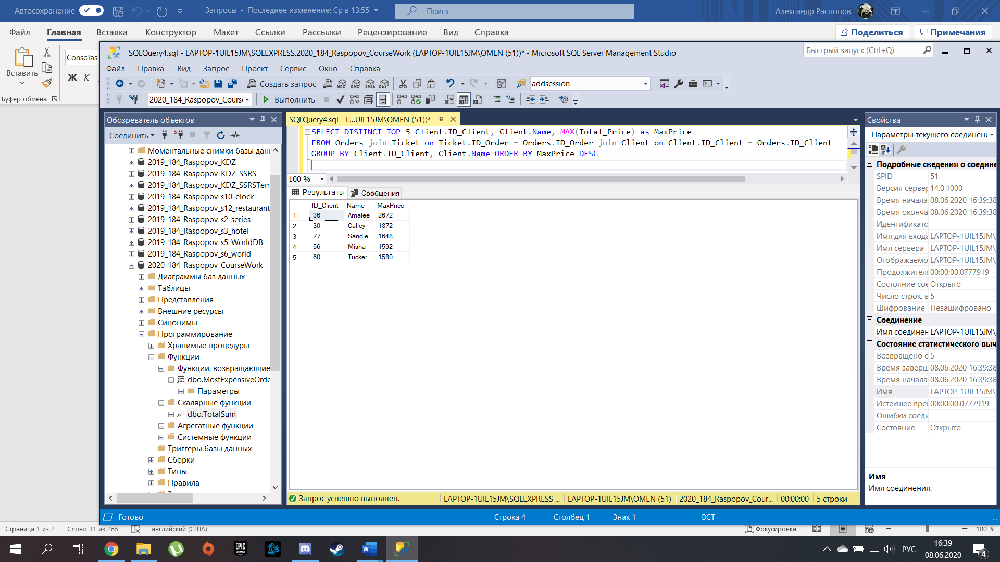 Автосохранение
Запросы - Последнее изменение: Ср в 13:55
Поиск
Александр Распопов
Файл Главная Вставка Конструктор Макет Ссылки Рассылки Рецензирование Вид Справка
Поделиться Примечания
Вставить
Consolas
Ж К
Буфер обмена
SQLQuery4.sql - LAPTOP-1UIL15JM\SQLEXPRESS.2020_184_Raspopov_CourseWork (LAPTOP-1UIL15JM\OMEN (51))* - Microsoft SQL Server Management Studio
Быстрый запуск (Ctrl+Q)
Файл Правка Вид Запрос Проект Сервис Окно Справка
Создать запрос
MDX DMX XMLA DAX
addsession
2020_184_Raspopov_Course
Выполнить
Обозреватель объектов
Соединить
Моментальные снимки базы дан
2019_184_Raspopov_KDZ
2019_184_Raspopov_KDZ_SSRS
2019_184_Raspopov_KDZ_SSRSTem
2019_184_Raspopov_s10_elock
2019_184_Raspopov_s12_restaurant
2019_184_Raspopov_s2_series
2019_184_Raspopov_s3_hotel
2019_184_Raspopov_s5_WorldDB
2019_184_Raspopov_s6_world
2020_184_Raspopov_CourseWork
Диаграммы баз данных
Таблицы
Представления
Внешние ресурсы
Синонимы
Программирование
Хранимые процедуры
Функции
Функции, возвращающие
dbo.MostExpensiveOrde
Параметры
Скалярные функции
dbo.TotalSum
Агрегатные функции
Системные функции
Триггеры базы данных
Сборки
Типы
Правила
SQLQuery4.sql - L...UIL15JM\OMEN (51))*
SELECT DISTINCT TOP 5 Client.ID_Client, Client.Name, MAX(Total_Price) as MaxPrice
FROM Orders join Ticket on Ticket.ID_Order = Orders.ID_Order join Client on Client.ID_Client = Orders.ID_Client
GROUP BY Client.ID_Client, Client.Name ORDER BY MaxPrice DESC
100 %
Результаты Сообщения
ID_Client Name MaxPrice
1 36 Amalee 2672
2 30 Calley 1872
3 77 Sandie 1648
4 56 Misha 1592
5 60 Tucker 1580
Запрос успешно выполнен. LAPTOP-1UIL15JM\SQLEXPRESS ... LAPTOP-1UIL15JM\OMEN (51) 2020_184_Raspopov_Cour... 00:00:00 5 строки
Свойства
Параметры текущего соединени
Подробные сведения о соедине
SPID 51
Версия сервер 14.0.1000
Время начала 08.06.2020 16:39:38
Время оконча 08.06.2020 16:39:38
Идентификато
Имя для входа LAPTOP-1UIL15JM\
Имя сервера LAPTOP-1UIL15JM\
Отображаемо LAPTOP-1UIL15JM\
Продолжител 00:00:00.0777919
Состояние сое Открыто
Число строк, в 5
Шифрование Незашифровано
Соединение
Имя соединен LAPTOP-1UIL15JM\
Состояние статистического выч
Возвращено с 5
Время заверш 08.06.2020 16:39:38
Время начала 08.06.2020 16:39:38
Имя LAPTOP-1UIL15JM\
Истекшее вре 00:00:00.0777919
Ошибки соеди
Состояние Открыто
Имя
Имя соединения.
Готово Строка 4 Столбец 1 Знак 1 ВСТ
Страница 1 из 2 Слово 31 из 265 английский (США) Фокусировка 100 %
EPIC GAMES
РУС
16:39
08.06.2020
4